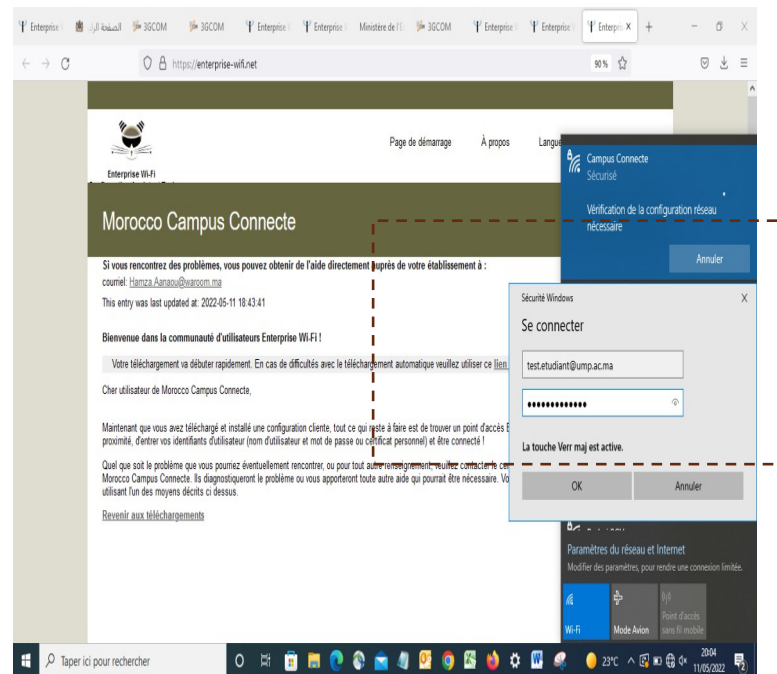 Enterprise
الصفحة الر
3GCOM
3GCOM
Enterprise
Enterprise
Ministère de l'E
3GCOM
Enterprise
Enterprise
Enterpris
https://enterprise-wifi.net
90 %
Page de démarrage
À propos
Langue
Enterprise Wi-Fi
Morocco Campus Connecte
Si vous rencontrez des problèmes, vous pouvez obtenir de l'aide directement auprès de votre établissement à :
courriel: Hamza.Aanaou@waroom.ma
This entry was last updated at: 2022-05-11 18:43:41
Bienvenue dans la communauté d'utilisateurs Enterprise Wi-Fi !
Votre téléchargement va débuter rapidement. En cas de difficultés avec le téléchargement automatique veuillez utiliser ce lien
Cher utilisateur de Morocco Campus Connecte,
Maintenant que vous avez téléchargé et installé une configuration cliente, tout ce qui reste à faire est de trouver un point d'accès E
proximité, d'entrer vos identifiants d'utilisateur (nom d'utilisateur et mot de passe ou certificat personnel) et être connecté !
Quel que soit le problème que vous pourriez éventuellement rencontrer, ou pour tout autre renseignement, veuillez contacter le cen
Morocco Campus Connecte. Ils diagnostiqueront le problème ou vous apporteront toute autre aide qui pourrait être nécessaire. Vo
utilisant l'un des moyens décrits ci dessus.
Revenir aux téléchargements
Campus Connecte
Sécurisé
Vérification de la configuration réseau
nécessaire
Annuler
Sécurité Windows
Se connecter
test.etudiant@ump.ac.ma
La touche Verr maj est active.
OK
Annuler
Paramètres du réseau et Internet
Modifier des paramètres, pour rendre une connexion limitée.
Wi-Fi
Mode Avion
Point d'accès
sans fil mobile
Taper ici pour rechercher
23°C
20:04
11/05/2022